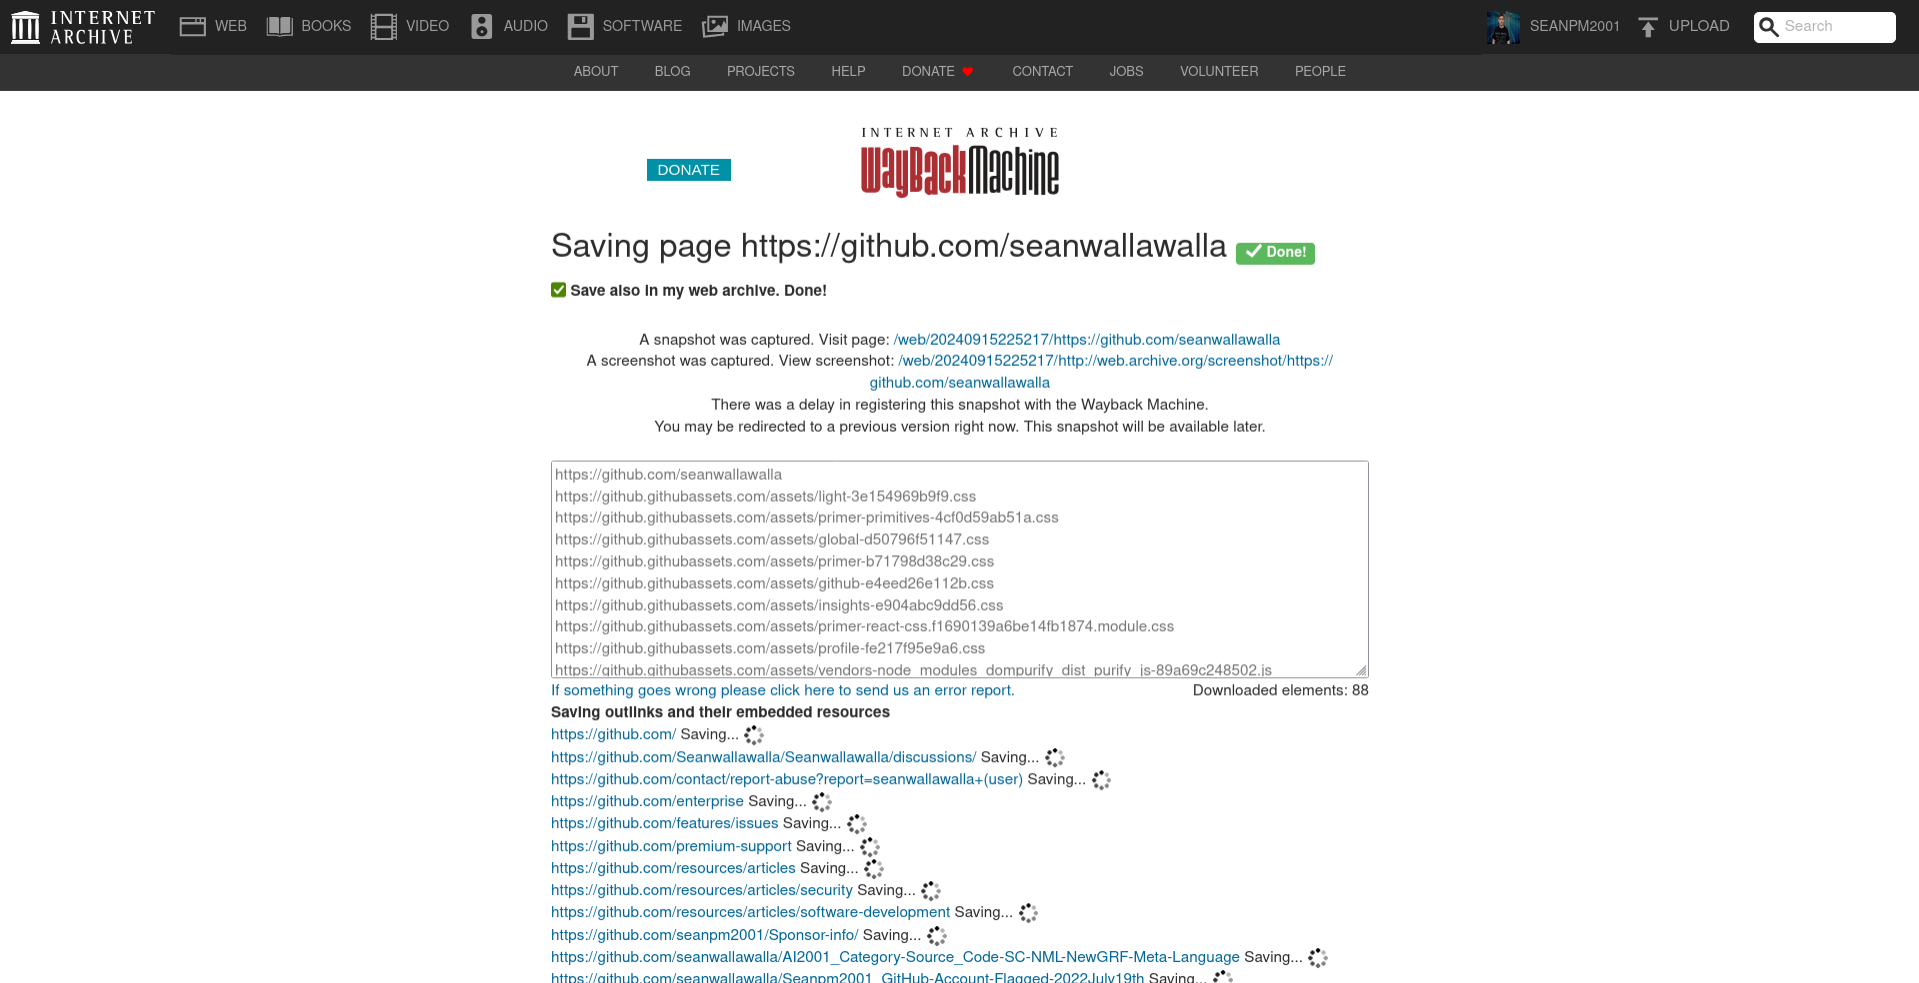 INTERNET ARCHIVE
WEB BOOKS VIDEO AUDIO SOFTWARE IMAGES SEANPM2001 UPLOAD Search
ABOUT BLOG PROJECTS HELP DONATE CONTACT JOBS VOLUNTEER PEOPLE
INTERNET ARCHIVE
WayBackMachine
DONATE
Saving page https://github.com/seanwallawalla Done!
Save also in my web archive. Done!
A snapshot was captured. Visit page: /web/20240915225217/https://github.com/seanwallawalla
A screenshot was captured. View screenshot: /web/20240915225217/http://web.archive.org/screenshot/https://
github.com/seanwallawalla
There was a delay in registering this snapshot with the Wayback Machine.
You may be redirected to a previous version right now. This snapshot will be available later.
https://github.com/seanwallawalla
https://github.githubassets.com/assets/light-3e154969b9f9.css
https://github.githubassets.com/assets/primer-primitives-4cf0d59ab51a.css
https://github.githubassets.com/assets/global-d50796f51147.css
https://github.githubassets.com/assets/primer-b71798d38c29.css
https://github.githubassets.com/assets/github-e4eed26e112b.css
https://github.githubassets.com/assets/insights-e904abc9dd56.css
https://github.githubassets.com/assets/primer-react-css.f1690139a6be14fb1874.module.css
https://github.githubassets.com/assets/profile-fe217f95e9a6.css
https://github.githubassets.com/assets/vendors-node_modules_dompurify_dist_purify_js-89a69c248502.js
If something goes wrong please click here to send us an error report. Downloaded elements: 88
Saving outlinks and their embedded resources
https://github.com/ Saving...
https://github.com/Seanwallawalla/Seanwallawalla/discussions/ Saving...
https://github.com/contact/report-abuse?report=seanwallawalla+(user) Saving...
https://github.com/enterprise Saving...
https://github.com/features/issues Saving...
https://github.com/premium-support Saving...
https://github.com/resources/articles Saving...
https://github.com/resources/articles/security Saving...
https://github.com/resources/articles/software-development Saving...
https://github.com/seanpm2001/Sponsor-info/ Saving...
https://github.com/seanwallawalla/AI2001_Category-Source_Code-SC-NML-NewGRF-Meta-Language Saving...
https://github.com/seanwallawalla/Seanpm2001_GitHub-Account-Flagged-2022July19th Saving...